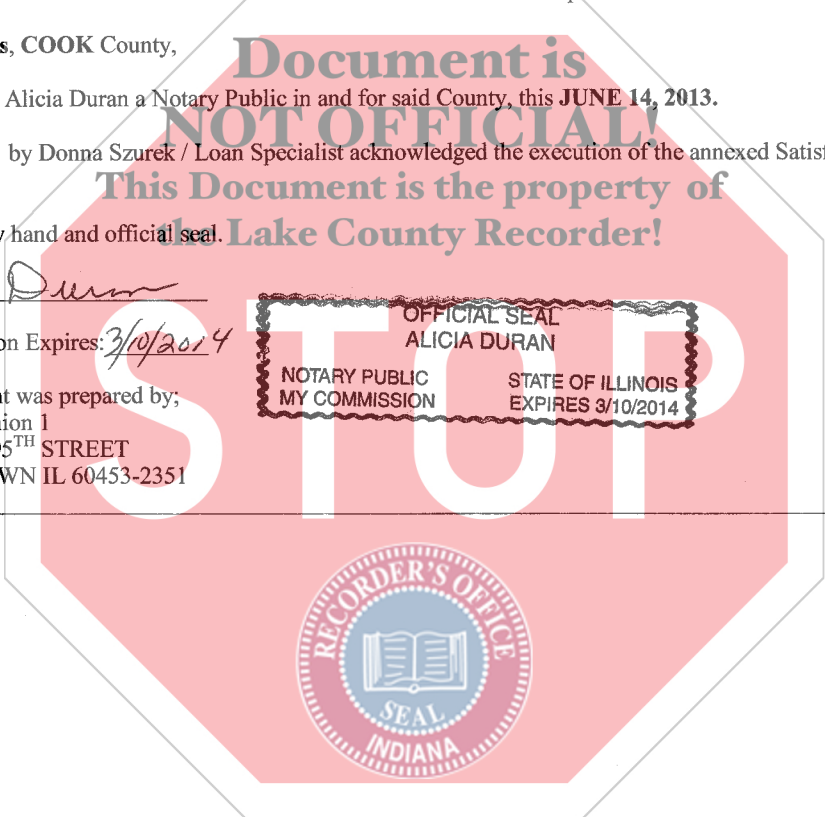 s, COOK County,
Document is
Alicia Duran a Notary Public in and for said County, this JUNE 14, 2013.
NOT OFFICIAL!
by Donna Szurek / Loan Specialist acknowledged the execution of the annexed Satisf
This Document is the property of
hand and official seal.
the Lake County Recorder!
Duran
on Expires: 3/10/2014
OFFICIAL SEAL
ALICIA DURAN
NOTARY PUBLIC STATE OF ILLINOIS
MY COMMISSION EXPIRES 3/10/2014
STOP
t was prepared by;
ion 1
5TH STREET
WN IL 60453-2351
RECORDER'S OFFICE
SEAL
INDIANA